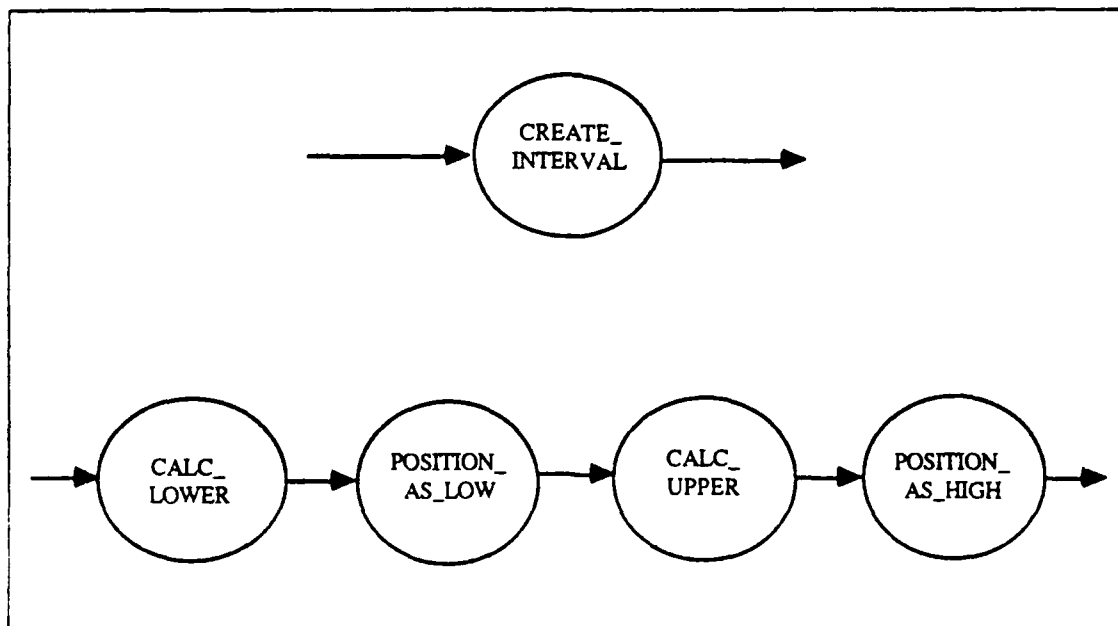 CREATE_
INTERVAL
CALC_
LOWER
POSITION_
AS_LOW
CALC_
UPPER
POSITION_
AS_HIGH